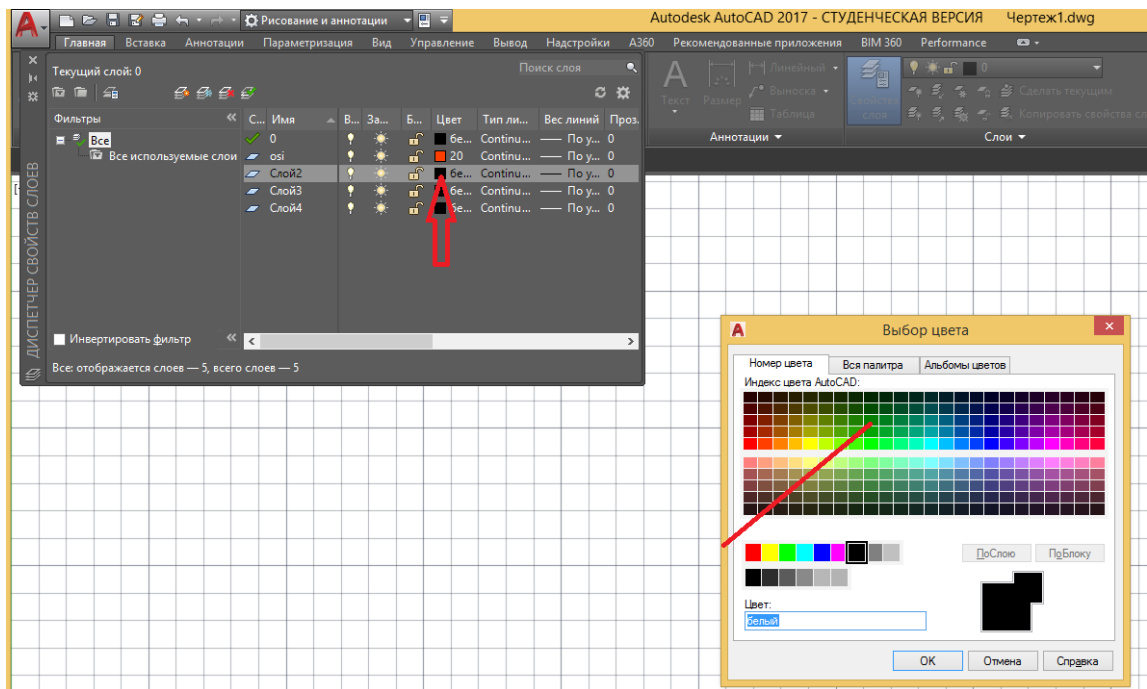 Рисование и аннотации
Autodesk AutoCAD 2017 - СТУДЕНЧЕСКАЯ ВЕРСИЯ Чертеж1.dwg
Главная Вставка Аннотации Параметризация Вид Управление Вывод Надстройки A360 Рекомендованные приложения BIM 360 Performance
Текущий слой: 0
Поиск слоя
Фильтры
С... Имя В... За... Б... Цвет Тип ли... Вес линий Проз.
Все
Все используемые слои
0 бе... Continu... По у... 0
osi 20 Continu... По у... 0
Слой2 бе... Continu... По у... 0
Слой3 бе... Continu... По у... 0
Слой4 бе... Continu... По у... 0
Инвертировать фильтр
Все: отображается слоев — 5, всего слоев — 5
ДИСПЕТЧЕР СВОЙСТВ СЛОЕВ
A
Текст
Размер
Линейный
Выноска
Таблица
Аннотации
Свойства
слоя
0
Сделать текущим
Копировать свойства сл
Слои
Выбор цвета
Номер цвета Вся палитра Альбомы цветов
Индекс цвета AutoCAD:
ПоСлою ПоБлоку
Цвет:
белый
OK Отмена Справка